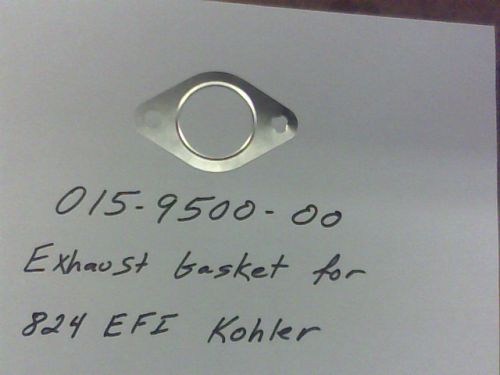 015-9500-00
Exhaust Gasket for
824 EFI Kohler